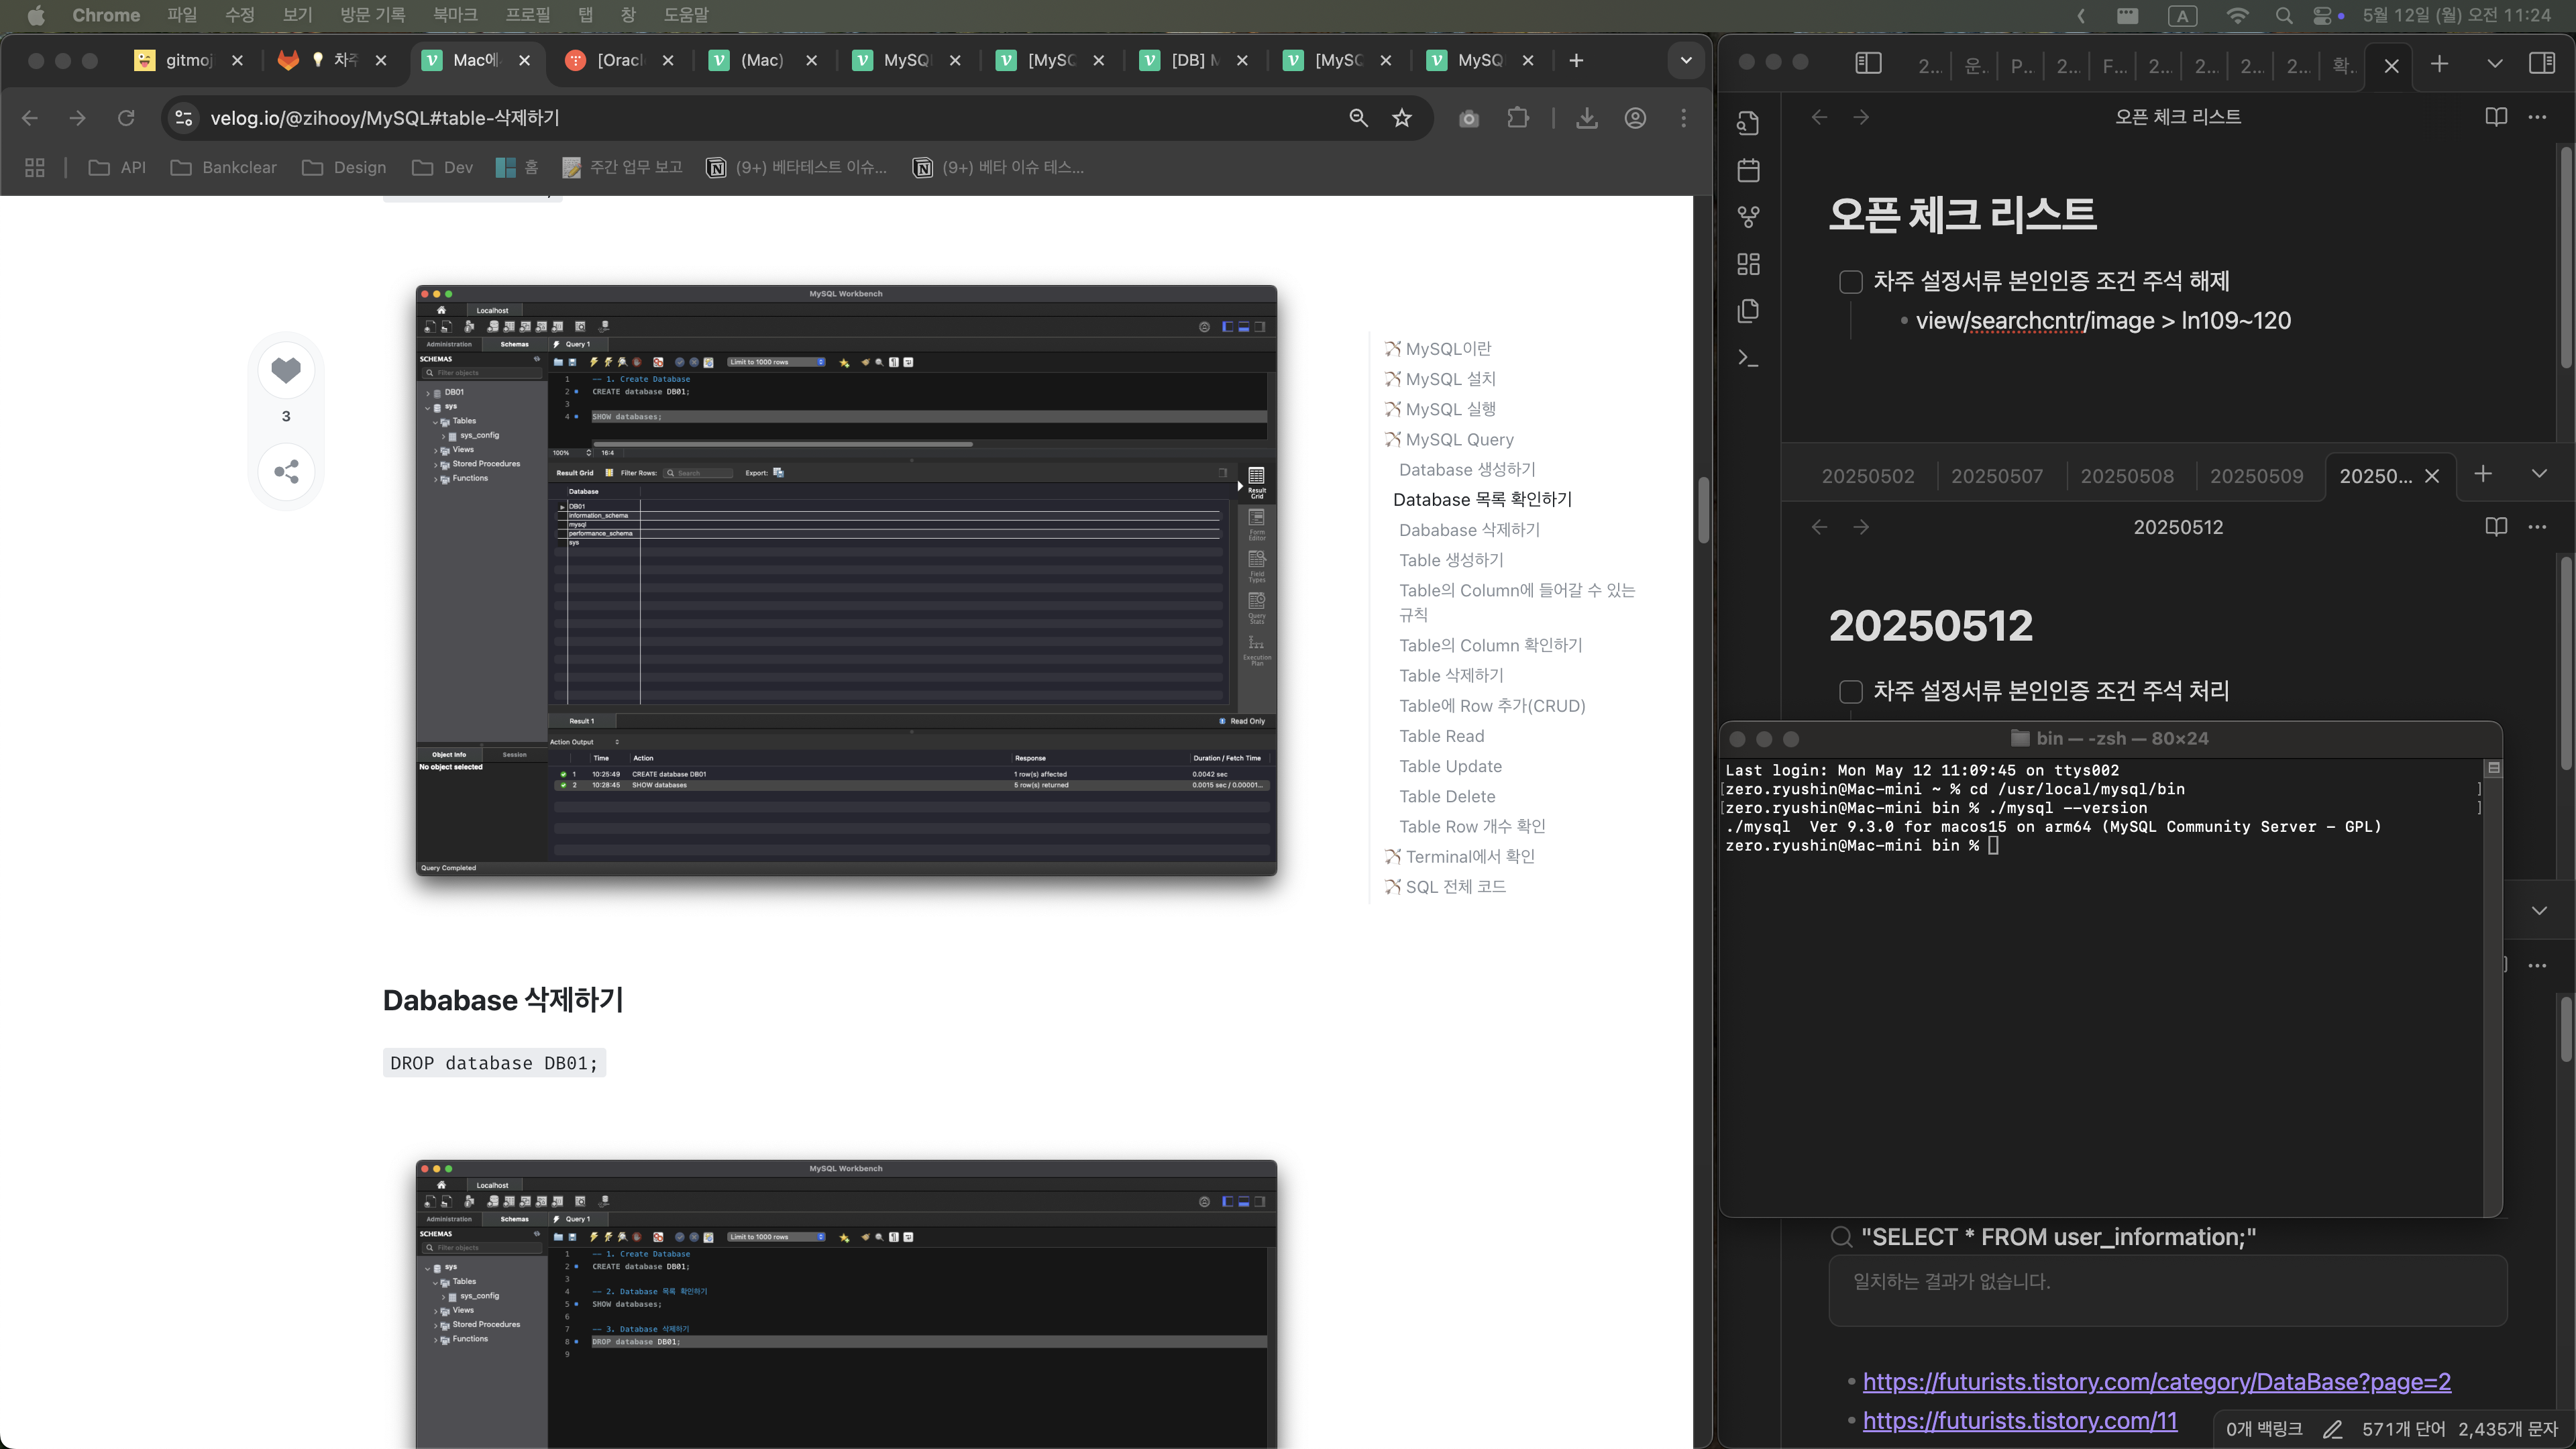 Chrome 파일 수정 보기 방문 기록 북마크 프로필 탭 창 도움말
A 5월 12일 (월) 오전 11:24
gitmoj 차주 Mac에 [Oracl (Mac) MySQ [MySQ [DB] M [MySQ MySQ
velog.io/@zihooy/MySQL#table-삭제하기
API Bankclear Design Dev 홈 주간 업무 보고 (9+) 베타테스트 이슈... (9+) 베타 이슈 테스...
3
MySQL Workbench
Localhost
Administration Schemas Query 1
SCHEMAS Limit to 1000 rows
Filter objects
DB01
sys
Tables
sys_config
Views
Stored Procedures
Functions
1 -- 1. Create Database
2 CREATE database DB01;
3
4 SHOW databases;
100% 16:4
Result Grid Filter Rows: Search Export:
Database
DB01
information_schema
mysql
performance_schema
sys
Result Grid
Form Editor
Field Types
Query Stats
Execution Plan
Result 1 Read Only
Action Output
Object Info Session
No object selected
Time Action Response Duration / Fetch Time
1 10:25:49 CREATE database DB01 1 row(s) affected 0.0042 sec
2 10:28:45 SHOW databases 5 row(s) returned 0.0015 sec / 0.00001...
Query Completed
MySQL이란
MySQL 설치
MySQL 실행
MySQL Query
Database 생성하기
Database 목록 확인하기
Dababase 삭제하기
Table 생성하기
Table의 Column에 들어갈 수 있는
규칙
Table의 Column 확인하기
Table 삭제하기
Table에 Row 추가(CRUD)
Table Read
Table Update
Table Delete
Table Row 개수 확인
Terminal에서 확인
SQL 전체 코드
Dababase 삭제하기
DROP database DB01;
MySQL Workbench
Localhost
Administration Schemas Query 1
SCHEMAS Limit to 1000 rows
Filter objects
sys
Tables
sys_config
Views
Stored Procedures
Functions
1 -- 1. Create Database
2 CREATE database DB01;
3
4 -- 2. Database 목록 확인하기
5 SHOW databases;
6
7 -- 3. Database 삭제하기
8 DROP database DB01;
9
2... 운. P... 2... F... 2... 2... 2... 2... 확.
오픈 체크 리스트
오픈 체크 리스트
차주 설정서류 본인인증 조건 주석 해제
view/searchcntr/image > ln109~120
20250502 20250507 20250508 20250509 20250...
20250512
20250512
차주 설정서류 본인인증 조건 주석 처리
bin — -zsh — 80×24
Last login: Mon May 12 11:09:45 on ttys002
[zero.ryushin@Mac-mini ~ % cd /usr/local/mysql/bin ]
[zero.ryushin@Mac-mini bin % ./mysql --version ]
./mysql  Ver 9.3.0 for macos15 on arm64 (MySQL Community Server - GPL)
zero.ryushin@Mac-mini bin %
"SELECT * FROM user_information;"
일치하는 결과가 없습니다.
https://futurists.tistory.com/category/DataBase?page=2
https://futurists.tistory.com/11
0개 백링크 571개 단어 2,435개 문자